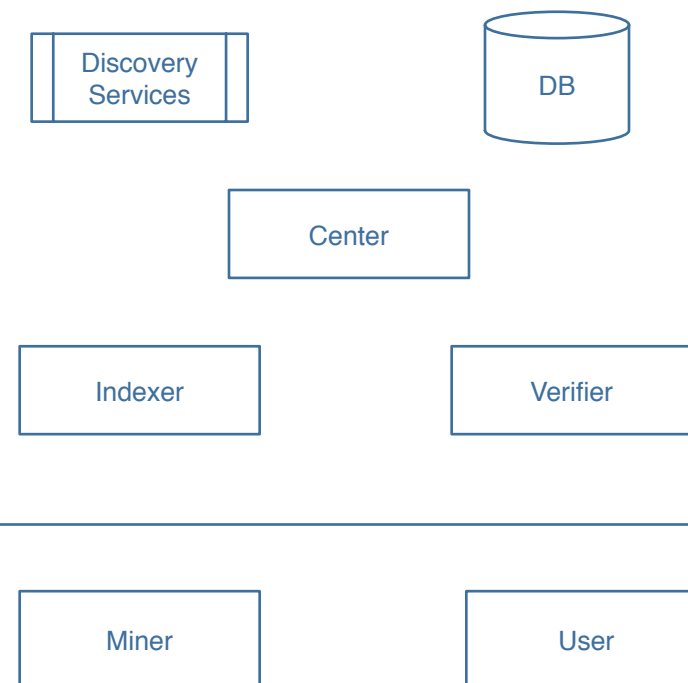 Discovery
Services
DB
Center
Indexer
Verifier
Miner
User